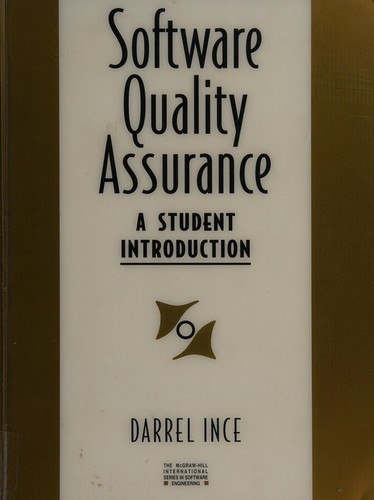 Software
Quality
Assurance
A STUDENT
INTRODUCTION
DARREL INCE
THE McGRAW-HILL
INTERNATIONAL
SERIES IN SOFTWARE
ENGINEERING